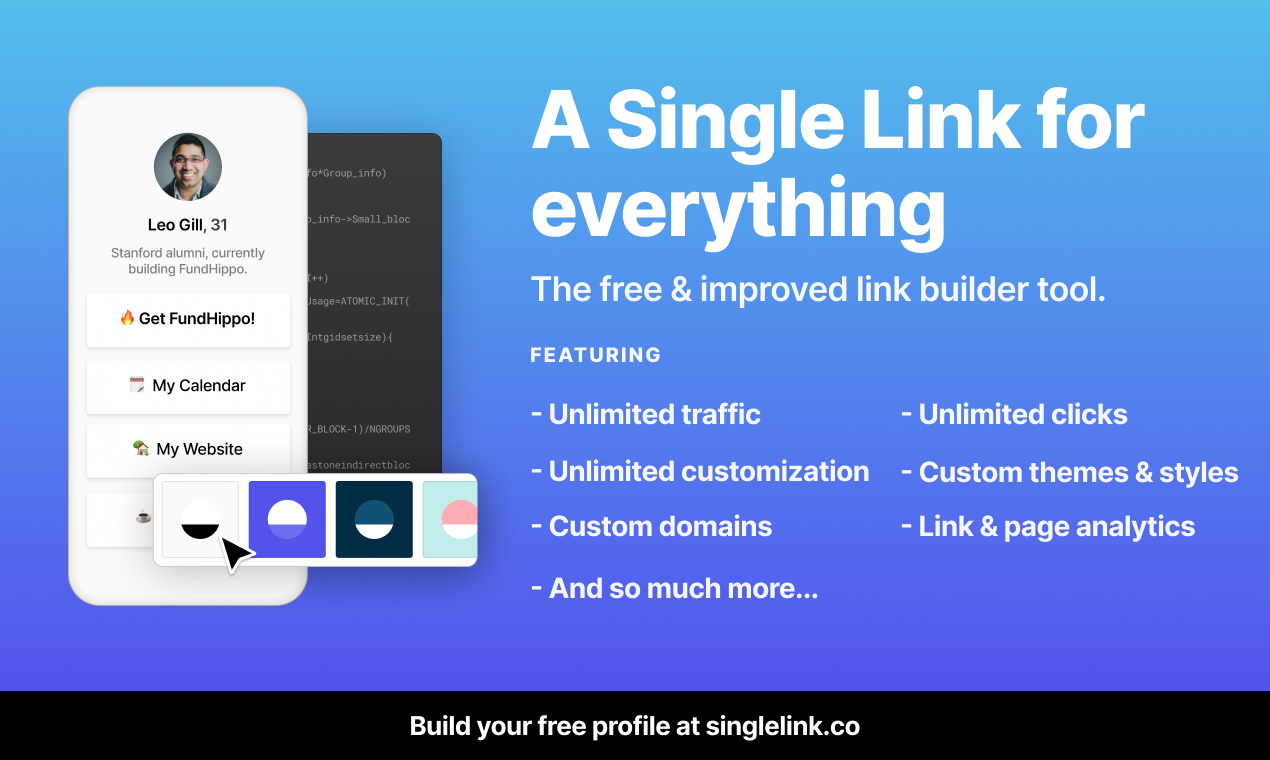 Leo Gill, 31
Stanford alumni, currently
building FundHippo.
🔥 Get FundHippo!
My Calendar
My Website
fo*Group_info)
_info->Small_bloc
++)
Usage=ATOMIC_INIT(
Intgidsetsize){
R_BLOCK-1)/NGROUPS
astoneindirectbloc
A Single Link for
everything
The free & improved link builder tool.
FEATURING
- Unlimited traffic
- Unlimited clicks
- Unlimited customization
- Custom themes & styles
- Custom domains
- Link & page analytics
- And so much more...
Build your free profile at singlelink.co